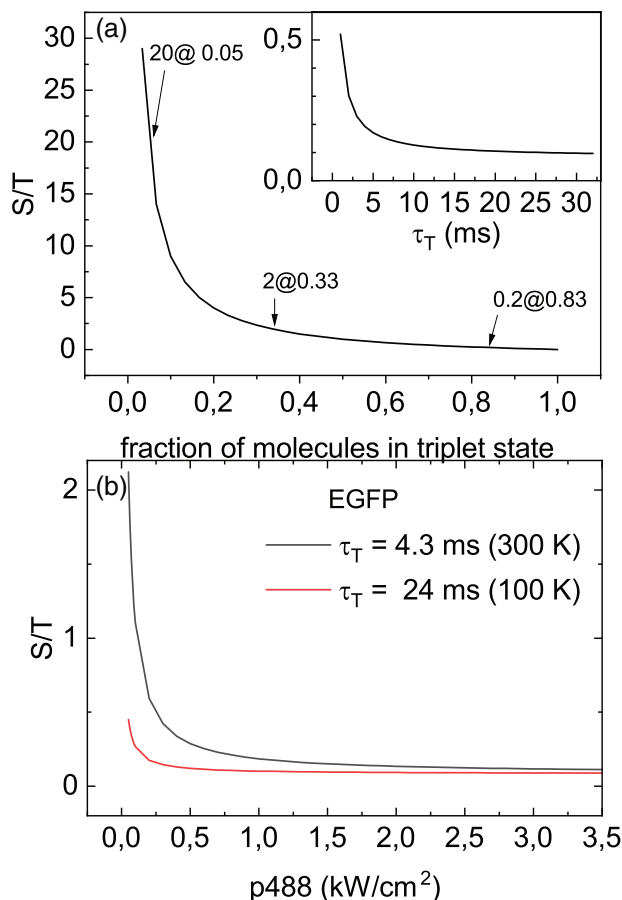 (a)
30
25
20
15
10
5
0
S/T
20@ 0.05
2@0.33
0.2@0.83
0,5
0,0
0 5 10 15 20 25 30
τT (ms)
0,0 0,2 0,4 0,6 0,8 1,0
fraction of molecules in triplet state
(b)
2
1
0
S/T
EGFP
τT = 4.3 ms (300 K)
τT = 24 ms (100 K)
0,0 0,5 1,0 1,5 2,0 2,5 3,0 3,5
p488 (kW/cm²)